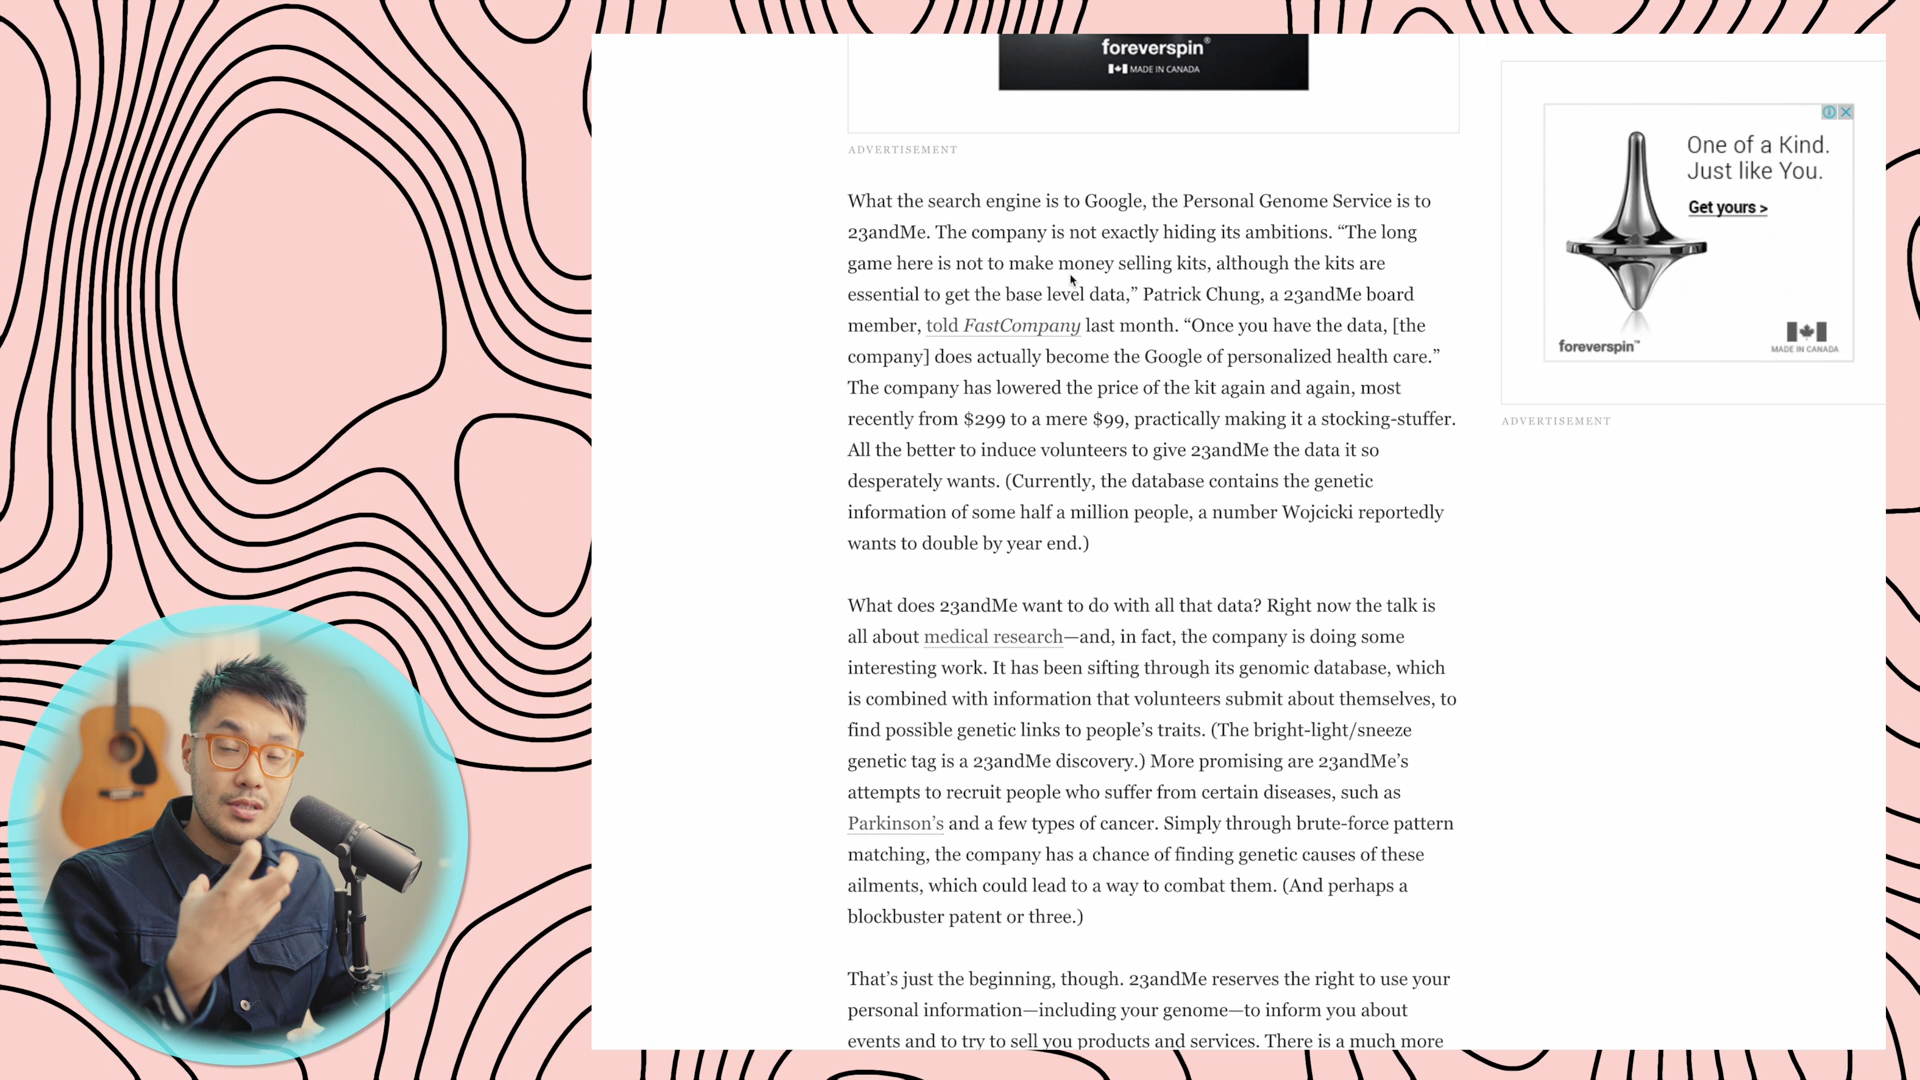 foreverspin®
MADE IN CANADA
ADVERTISEMENT
What the search engine is to Google, the Personal Genome Service is to
23andMe. The company is not exactly hiding its ambitions. “The long
game here is not to make money selling kits, although the kits are
essential to get the base level data,” Patrick Chung, a 23andMe board
member, told FastCompany last month. “Once you have the data, [the
company] does actually become the Google of personalized health care.”
The company has lowered the price of the kit again and again, most
recently from $299 to a mere $99, practically making it a stocking-stuffer.
All the better to induce volunteers to give 23andMe the data it so
desperately wants. (Currently, the database contains the genetic
information of some half a million people, a number Wojcicki reportedly
wants to double by year end.)
What does 23andMe want to do with all that data? Right now the talk is
all about medical research—and, in fact, the company is doing some
interesting work. It has been sifting through its genomic database, which
is combined with information that volunteers submit about themselves, to
find possible genetic links to people’s traits. (The bright-light/sneeze
genetic tag is a 23andMe discovery.) More promising are 23andMe’s
attempts to recruit people who suffer from certain diseases, such as
Parkinson’s and a few types of cancer. Simply through brute-force pattern
matching, the company has a chance of finding genetic causes of these
ailments, which could lead to a way to combat them. (And perhaps a
blockbuster patent or three.)
That’s just the beginning, though. 23andMe reserves the right to use your
personal information—including your genome—to inform you about
events and to try to sell you products and services. There is a much more
One of a Kind.
Just like You.
Get yours >
foreverspin™
MADE IN CANADA
ADVERTISEMENT